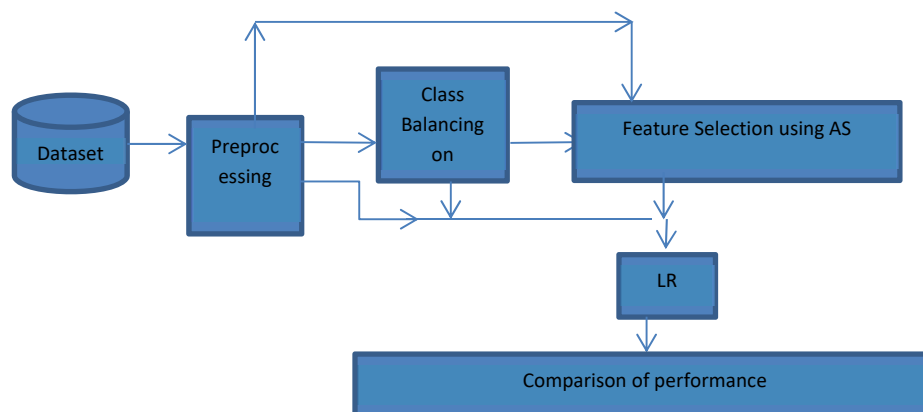 Dataset
Preproc
essing
Class
Balancing
on
Feature Selection using AS
LR
Comparison of performance